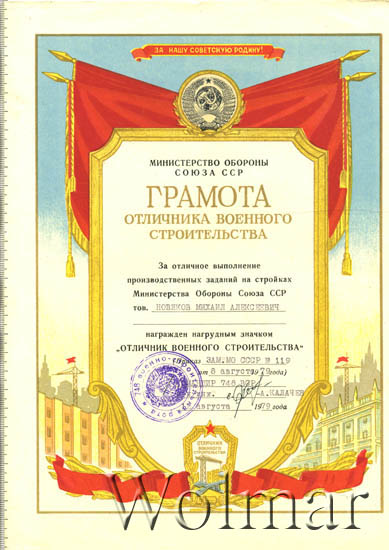 ЗА НАШУ СОВЕТСКУЮ РОДИНУ!
МИНИСТЕРСТВО ОБОРОНЫ
СОЮЗА ССР
ГРАМОТА
ОТЛИЧНИКА ВОЕННОГО
СТРОИТЕЛЬСТВА
За отличное выполнение
производственных заданий на стройках
Министерства Обороны Союза ССР
тов. НОВИКОВ МИХАИЛ АЛЕКСЕЕВИЧ
награжден нагрудным значком
"ОТЛИЧНИК ВОЕННОГО СТРОИТЕЛЬСТВА"
ЗАМ.МО СССР № 119
8 августа 1979 года)
748
А.КАЛАЧЕВ
августа 1979 года
ОТЛИЧНИК
ВОЕННОГО
СТРОИТЕЛЬСТВА
Wolmar